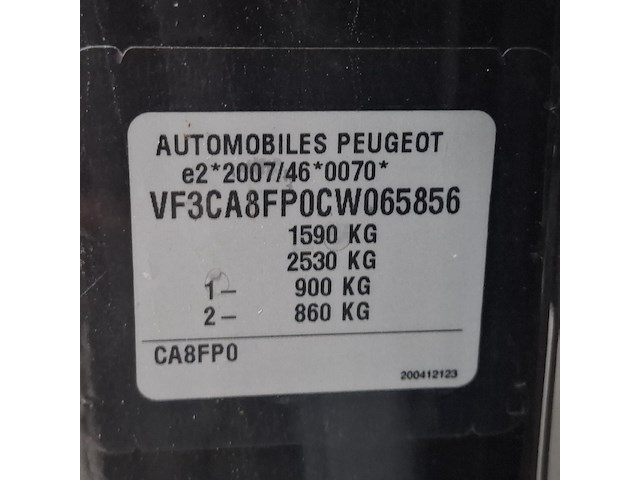 AUTOMOBILES PEUGEOT
e2*2007/46*0070*
VF3CA8FP0CW065856
1590 KG
2530 KG
1- 900 KG
2- 860 KG
CA8FP0
200412123